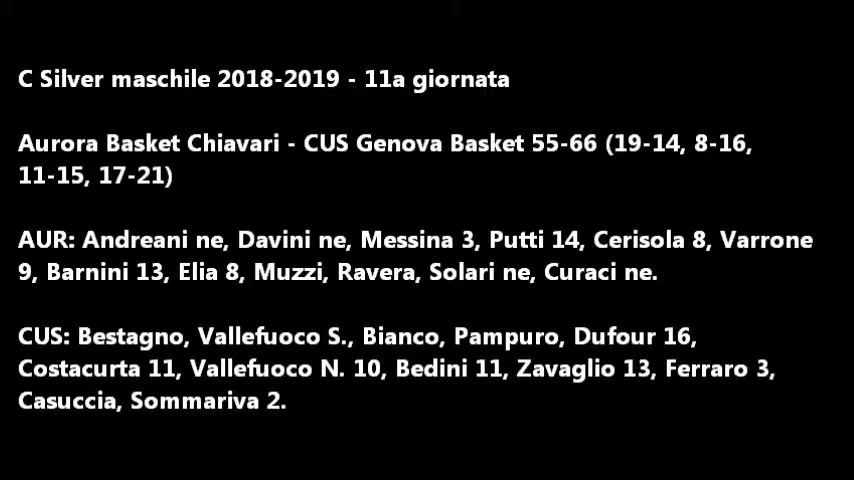 C Silver maschile 2018-2019 - 11a giornata
Aurora Basket Chiavari - CUS Genova Basket 55-66 (19-14, 8-16,
11-15, 17-21)
AUR: Andreani ne, Davini ne, Messina 3, Putti 14, Cerisola 8, Varrone
9, Barnini 13, Elia 8, Muzzi, Ravera, Solari ne, Curaci ne.
CUS: Bestagno, Vallefuoco S., Bianco, Pampuro, Dufour 16,
Costacurta 11, Vallefuoco N. 10, Bedini 11, Zavaglio 13, Ferraro 3,
Casuccia, Sommariva 2.